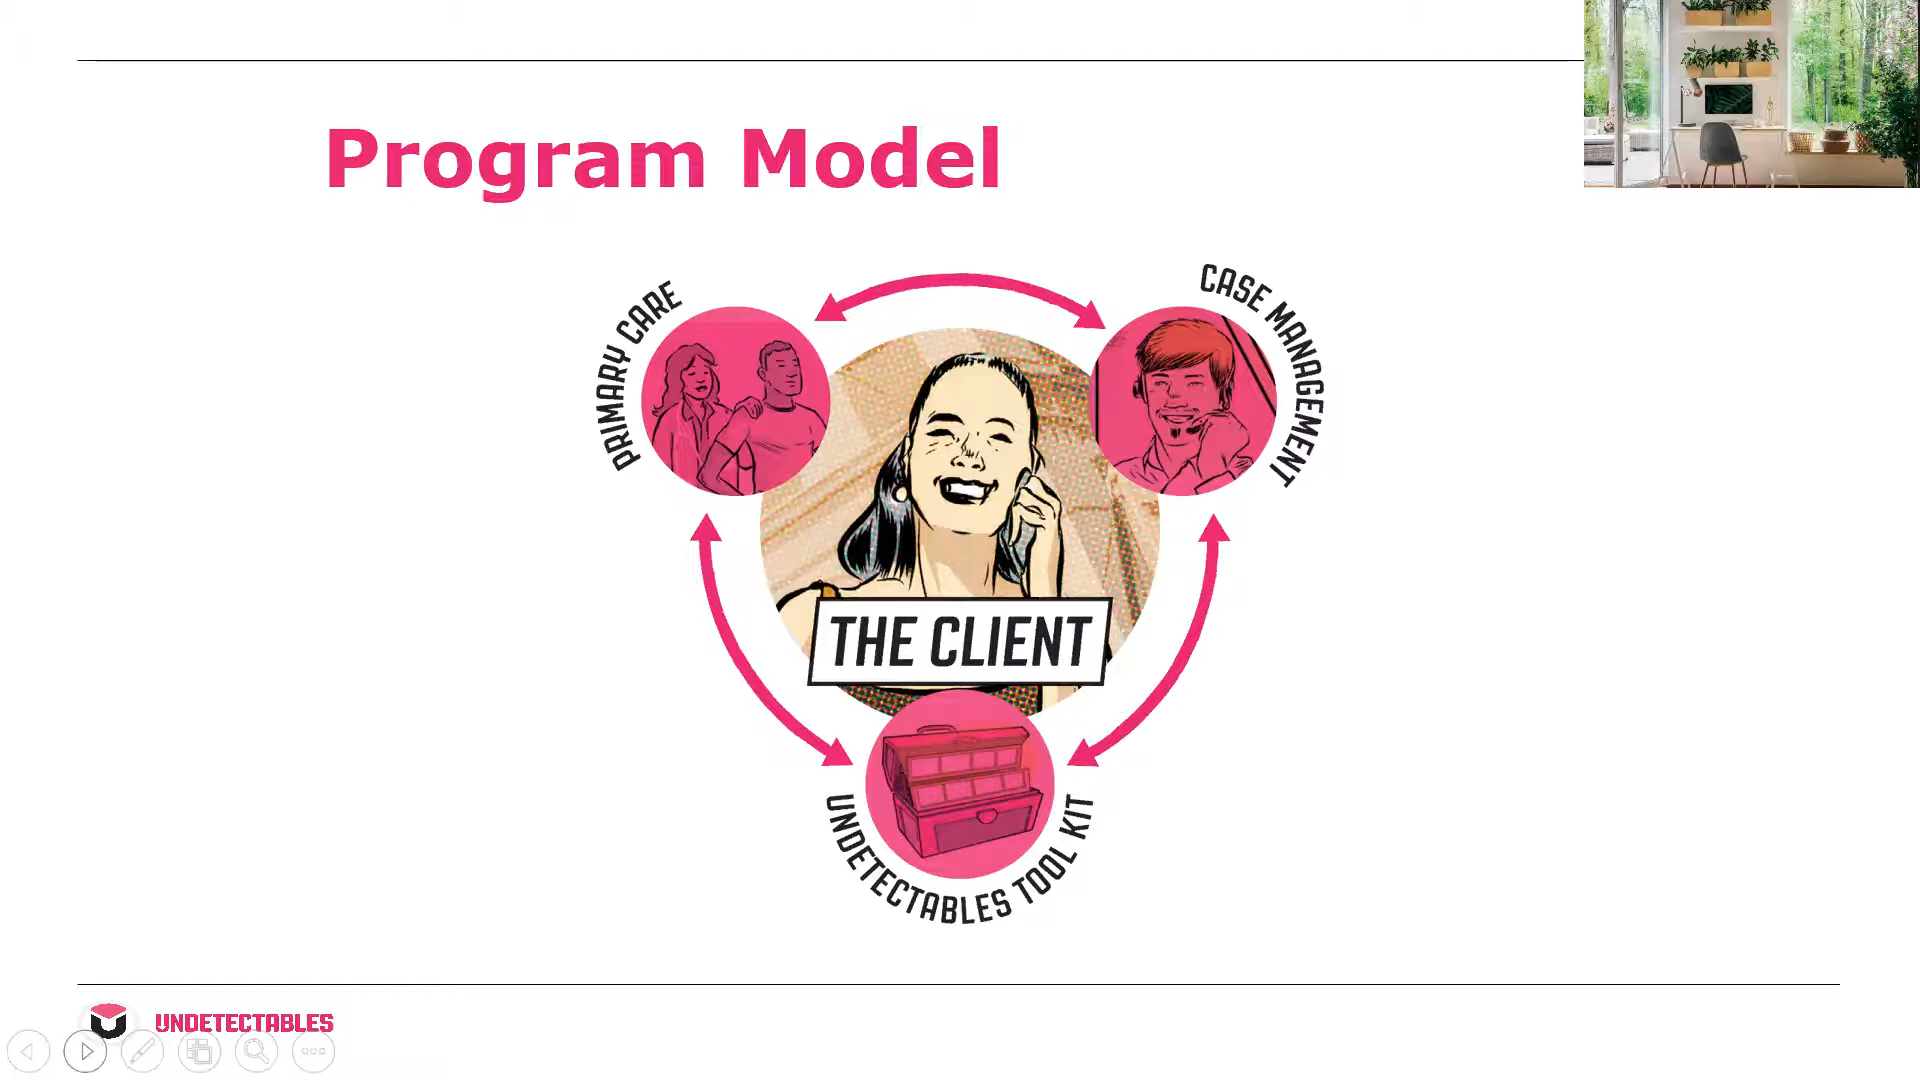 Program Model
PRIMARY CARE
CASE MANAGEMENT
THE CLIENT
UNDETECTABLES TOOL KIT
UNDETECTABLES